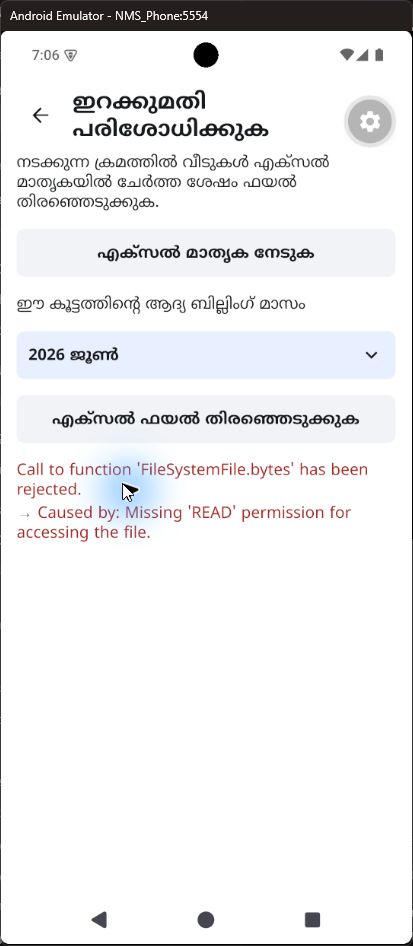 Android Emulator - NMS_Phone:5554
7:06
ഇറക്കുമതി
പരിശോധിക്കുക
നടക്കുന്ന ക്രമത്തിൽ വീടുകൾ എക്സൽ
മാതൃകയിൽ ചേർത്ത ശേഷം ഫയൽ
തിരഞ്ഞെടുക്കുക.
എക്സൽ മാതൃക നേടുക
ഈ കൂട്ടത്തിന്റെ ആദ്യ ബില്ലിംഗ് മാസം
2026 ജൂൺ
എക്സൽ ഫയൽ തിരഞ്ഞെടുക്കുക
Call to function 'FileSystemFile.bytes' has been
rejected.
→ Caused by: Missing 'READ' permission for
accessing the file.